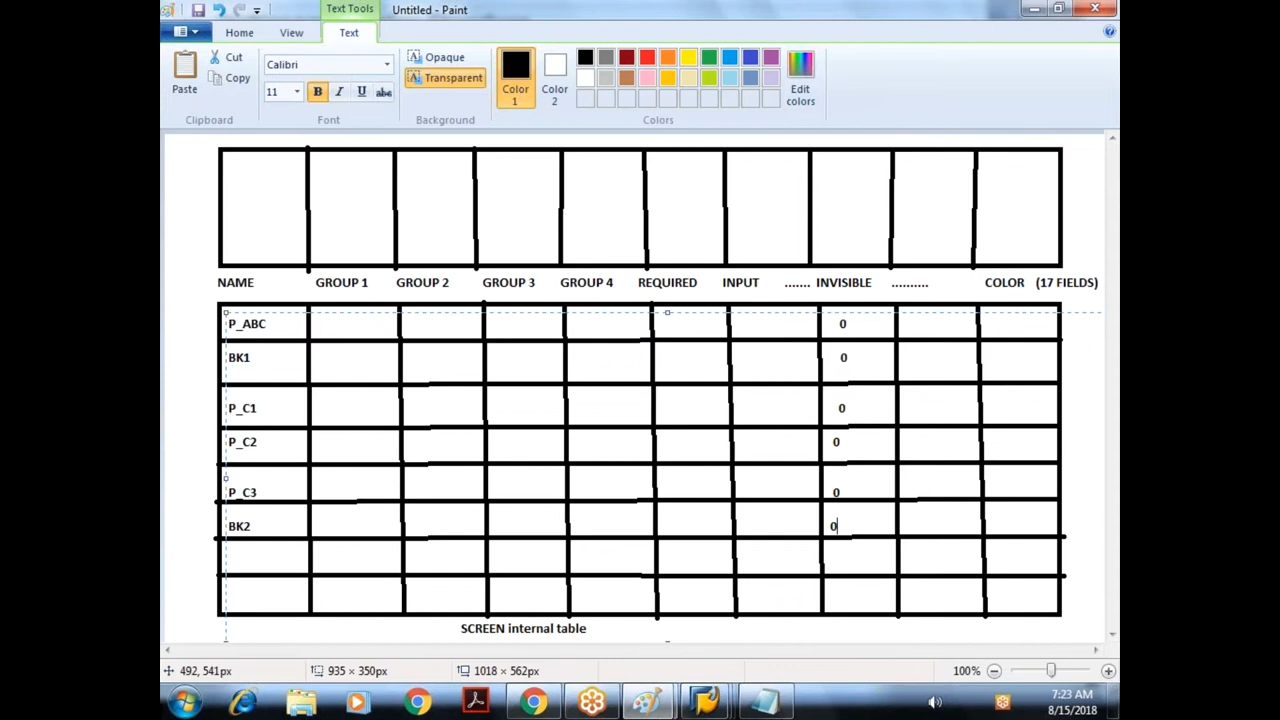 Text Tools
Untitled - Paint
Home View Text
Paste
Cut
Copy
Clipboard
Calibri
11 B I U abc
Font
Opaque
Transparent
Background
Color 1
Color 2
Edit colors
Colors
NAME GROUP 1 GROUP 2 GROUP 3 GROUP 4 REQUIRED INPUT ....... INVISIBLE .......... COLOR (17 FIELDS)
P_ABC 0
BK1 0
P_C1 0
P_C2 0
P_C3 0
BK2 0
SCREEN internal table
492, 541px 935 × 350px 1018 × 562px 100%
7:23 AM
8/15/2018